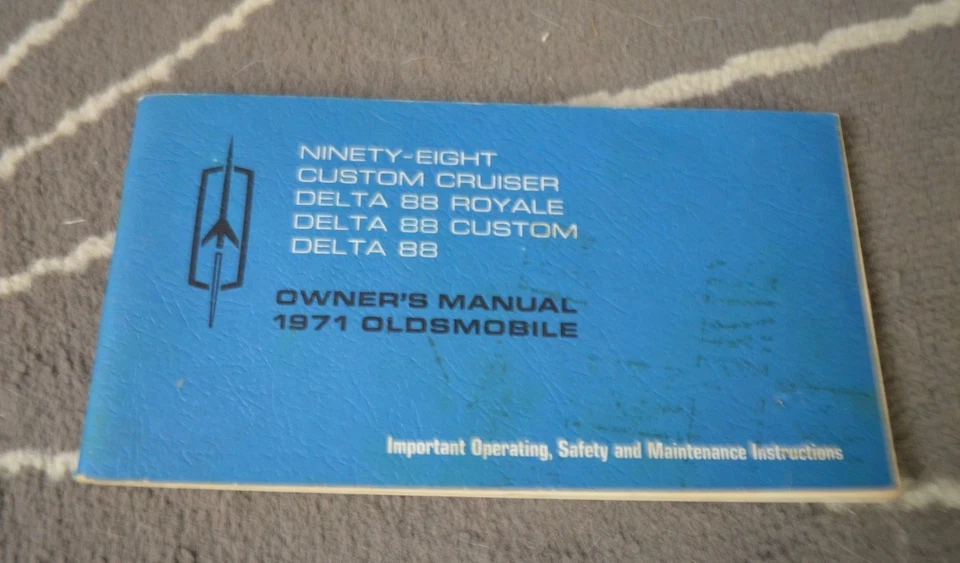 NINETY-EIGHT
CUSTOM CRUISER
DELTA 88 ROYALE
DELTA 88 CUSTOM
DELTA 88
OWNER'S MANUAL
1971 OLDSMOBILE
Important Operating, Safety and Maintenance Instructions